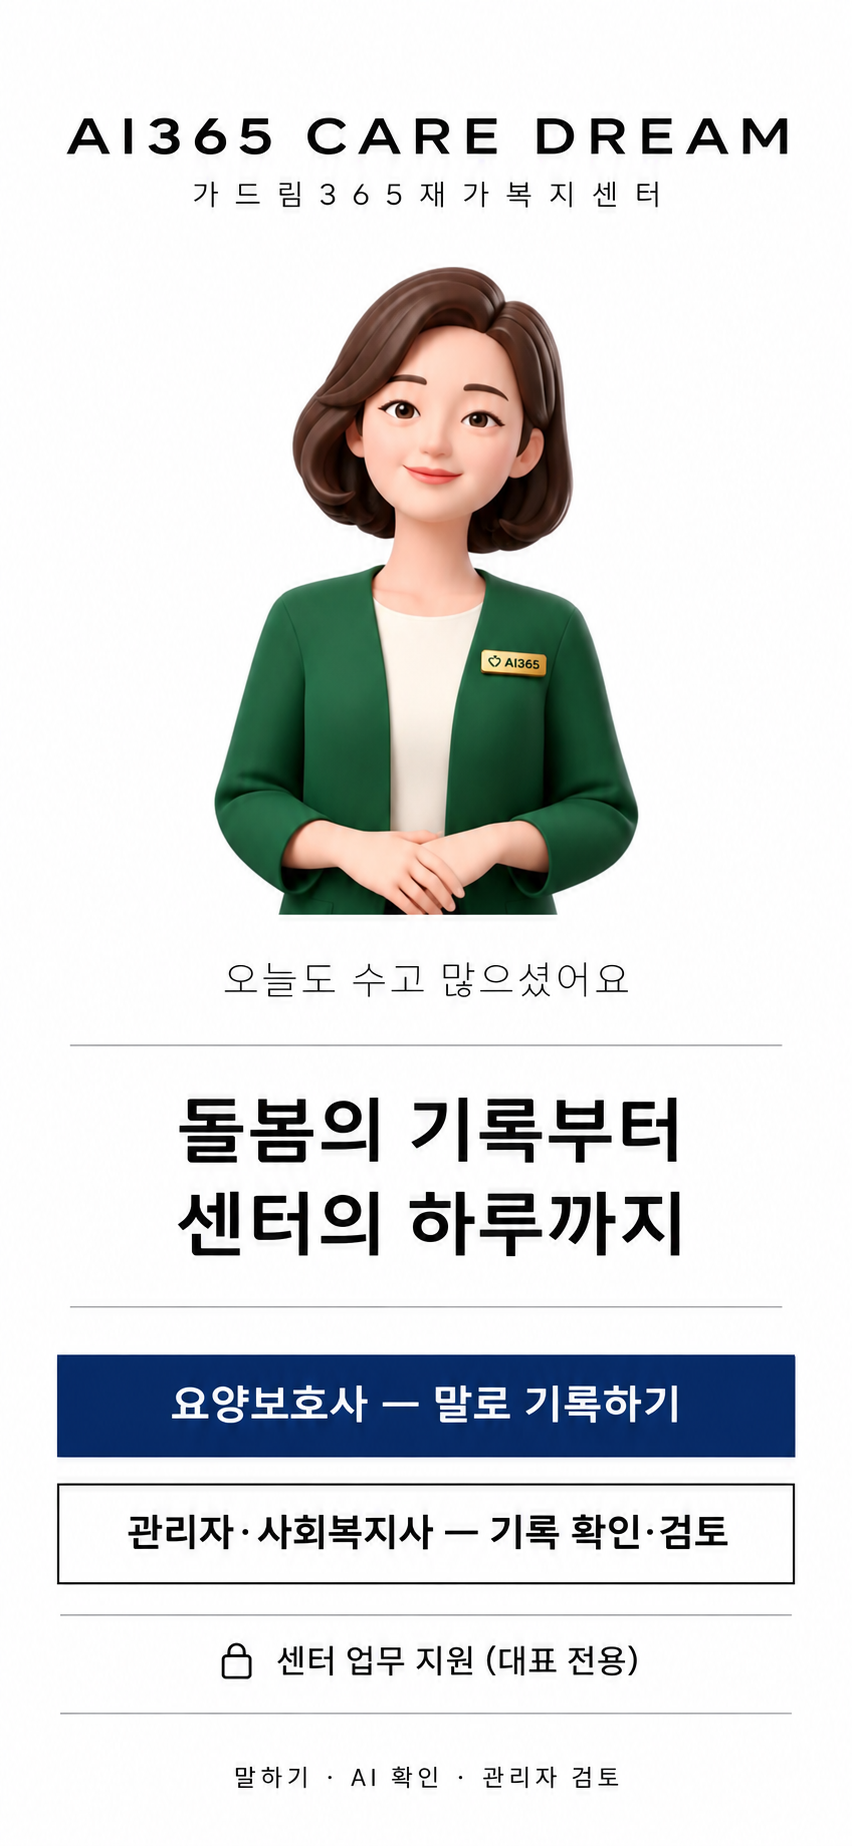 AI365 CARE DREAM
가드림365재가복지센터
AI365
오늘도 수고 많으셨어요
돌봄의 기록부터
센터의 하루까지
요양보호사 — 말로 기록하기
관리자·사회복지사 — 기록 확인·검토
센터 업무 지원 (대표 전용)
말하기 · AI 확인 · 관리자 검토